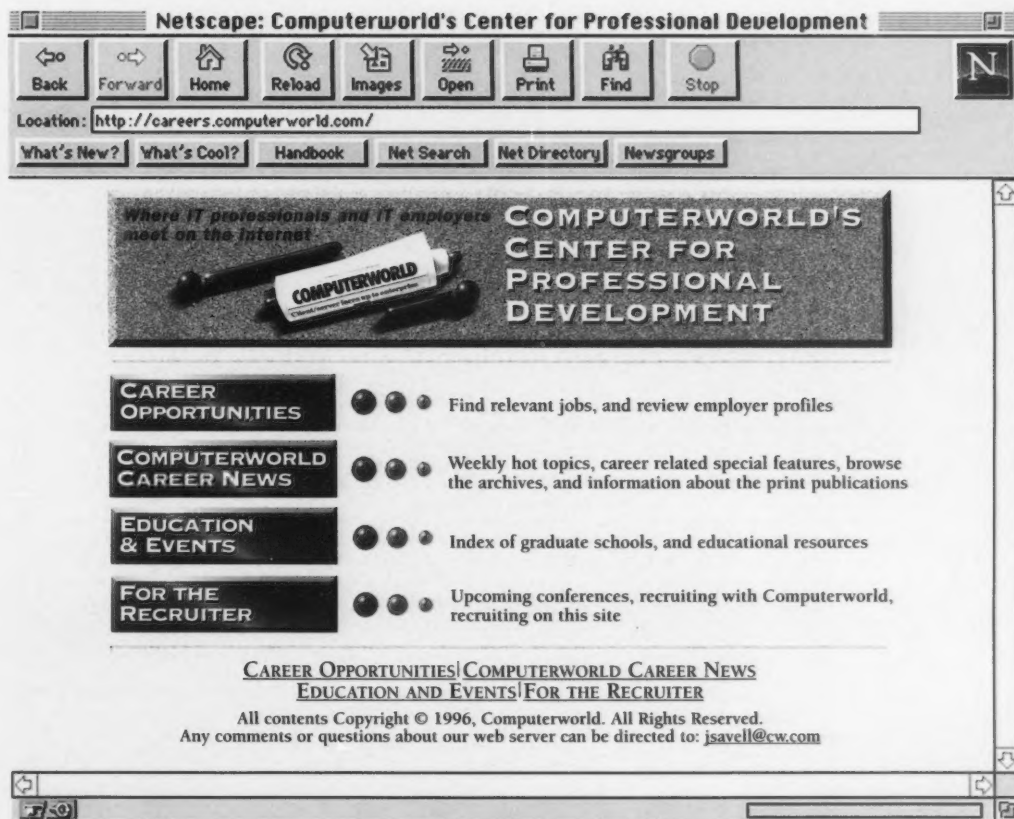 Netscape: Computerworld's Center for Professional Development
Back Forward Home Reload Images Open Print Find Stop
N
Location: http://careers.computerworld.com/
What's New? What's Cool? Handbook Net Search Net Directory Newsgroups
Where IT professionals and IT employers
meet on the Internet
COMPUTERWORLD
Client/server faces up to enterprise
COMPUTERWORLD'S
CENTER FOR
PROFESSIONAL
DEVELOPMENT
CAREER
OPPORTUNITIES
Find relevant jobs, and review employer profiles
COMPUTERWORLD
CAREER NEWS
Weekly hot topics, career related special features, browse
the archives, and information about the print publications
EDUCATION
& EVENTS
Index of graduate schools, and educational resources
FOR THE
RECRUITER
Upcoming conferences, recruiting with Computerworld,
recruiting on this site
CAREER OPPORTUNITIES|COMPUTERWORLD CAREER NEWS
EDUCATION AND EVENTS|FOR THE RECRUITER
All contents Copyright © 1996, Computerworld. All Rights Reserved.
Any comments or questions about our web server can be directed to: jsavell@cw.com